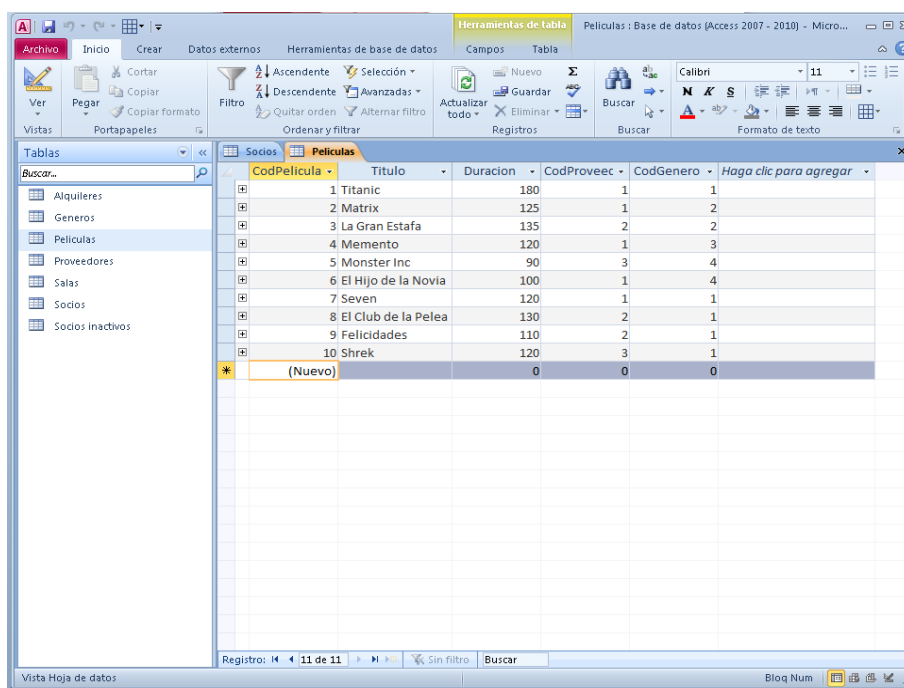 Herramientas de tabla Peliculas : Base de datos (Access 2007 - 2010) - Micro...
Archivo Inicio Crear Datos externos Herramientas de base de datos Campos Tabla
Ver
Vistas
Pegar
Cortar
Copiar
Copiar formato
Portapapeles
Filtro
Ascendente
Descendente
Quitar orden
Selección
Avanzadas
Alternar filtro
Ordenar y filtrar
Actualizar
todo
Nuevo
Guardar
Eliminar
Registros
Buscar
Buscar
Calibri 11
N K S
Formato de texto
Tablas
Buscar...
Alquileres
Generos
Peliculas
Proveedores
Salas
Socios
Socios inactivos
Socios Peliculas
CodPelicula Titulo Duracion CodProveec CodGenero Haga clic para agregar
1 Titanic 180 1 1
2 Matrix 125 1 2
3 La Gran Estafa 135 2 2
4 Memento 120 1 3
5 Monster Inc 90 3 4
6 El Hijo de la Novia 100 1 4
7 Seven 120 1 1
8 El Club de la Pelea 130 2 1
9 Felicidades 110 2 1
10 Shrek 120 3 1
(Nuevo) 0 0 0
Registro: 11 de 11 Sin filtro Buscar
Vista Hoja de datos Bloq Num